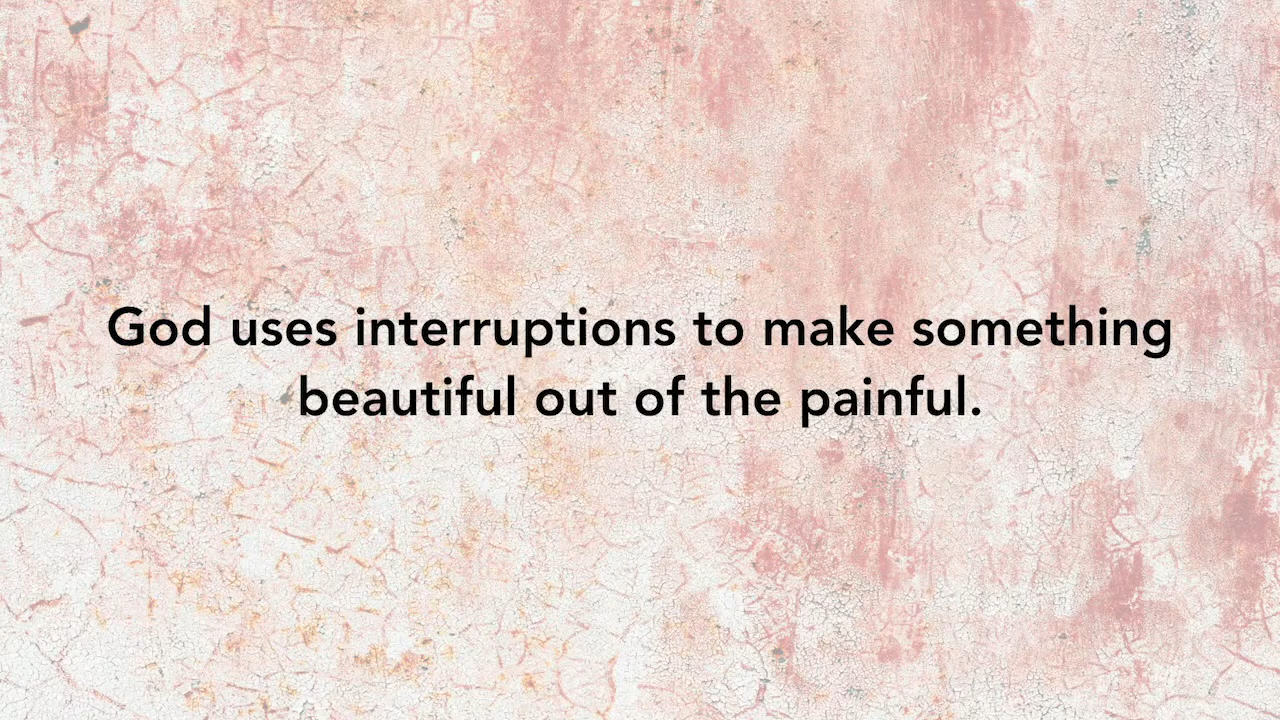 God uses interruptions to make something
beautiful out of the painful.